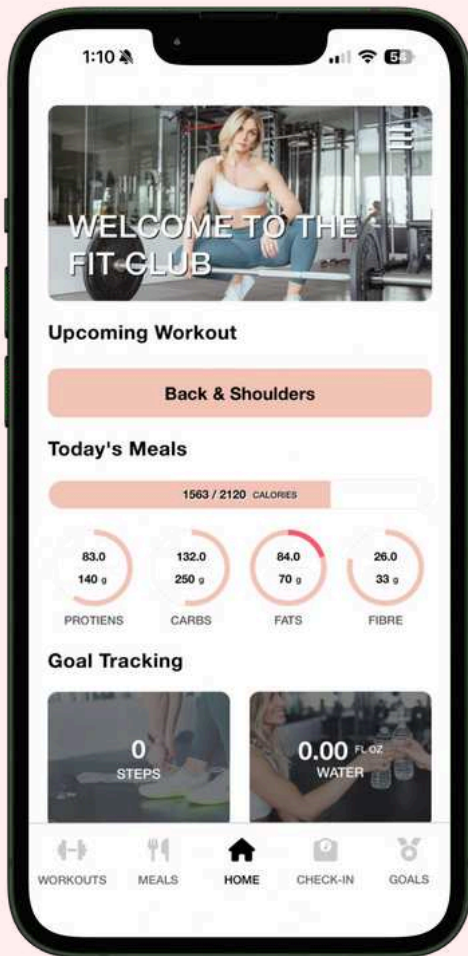 1:10
54
WELCOME TO THE
FIT CLUB
Upcoming Workout
Back & Shoulders
Today's Meals
1563 / 2120 CALORIES
83.0
140 g
PROTIENS
132.0
250 g
CARBS
84.0
70 g
FATS
26.0
33 g
FIBRE
Goal Tracking
0
STEPS
0.00 FL OZ
WATER
WORKOUTS
MEALS
HOME
CHECK-IN
GOALS